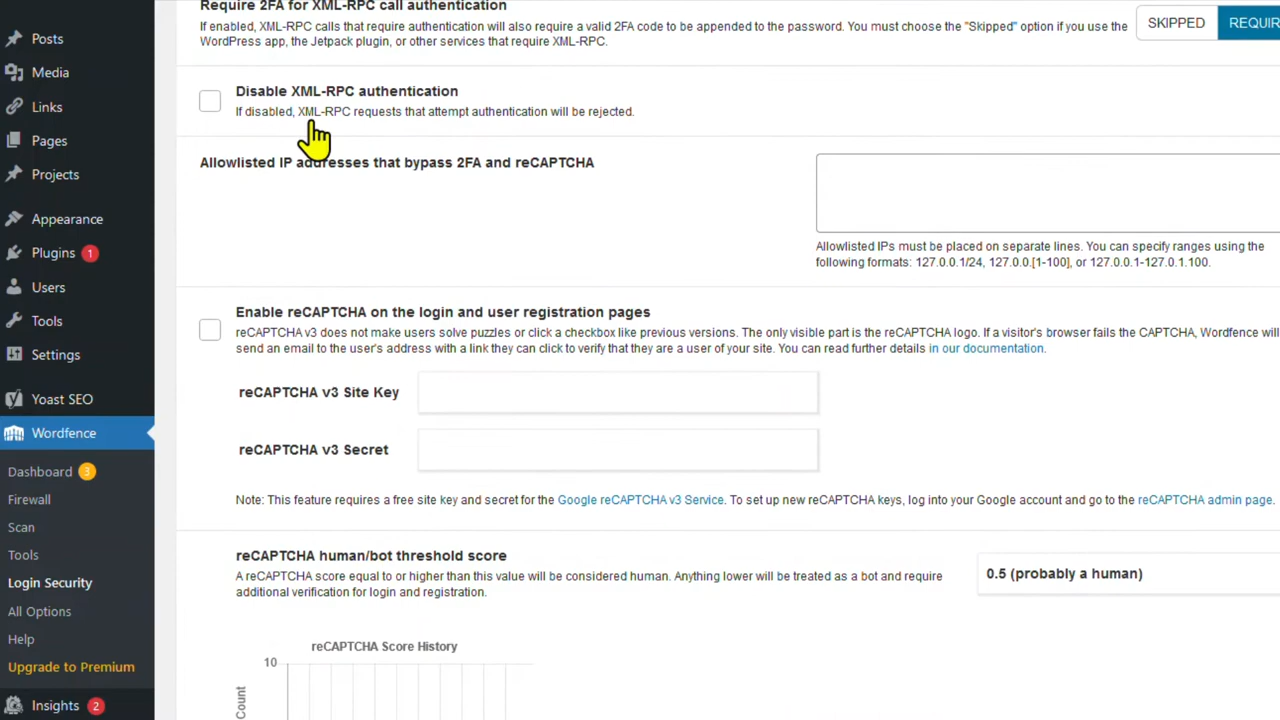 Posts
Media
Links
Pages
Projects
Appearance
Plugins 1
Users
Tools
Settings
Yoast SEO
Wordfence
Dashboard 3
Firewall
Scan
Tools
Login Security
All Options
Help
Upgrade to Premium
Insights 2
Require 2FA for XML-RPC call authentication
If enabled, XML-RPC calls that require authentication will also require a valid 2FA code to be appended to the password. You must choose the "Skipped" option if you use the
WordPress app, the Jetpack plugin, or other services that require XML-RPC.
SKIPPED REQUIR
Disable XML-RPC authentication
If disabled, XML-RPC requests that attempt authentication will be rejected.
Allowlisted IP addresses that bypass 2FA and reCAPTCHA
Allowlisted IPs must be placed on separate lines. You can specify ranges using the
following formats: 127.0.0.1/24, 127.0.0.[1-100], or 127.0.0.1-127.0.1.100.
Enable reCAPTCHA on the login and user registration pages
reCAPTCHA v3 does not make users solve puzzles or click a checkbox like previous versions. The only visible part is the reCAPTCHA logo. If a visitor's browser fails the CAPTCHA, Wordfence will
send an email to the user's address with a link they can click to verify that they are a user of your site. You can read further details in our documentation.
reCAPTCHA v3 Site Key
reCAPTCHA v3 Secret
Note: This feature requires a free site key and secret for the Google reCAPTCHA v3 Service. To set up new reCAPTCHA keys, log into your Google account and go to the reCAPTCHA admin page.
reCAPTCHA human/bot threshold score
A reCAPTCHA score equal to or higher than this value will be considered human. Anything lower will be treated as a bot and require
additional verification for login and registration.
0.5 (probably a human)
reCAPTCHA Score History
10
Count